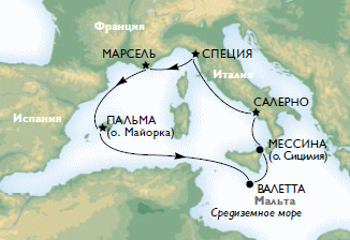 Франция
МАРСЕЛЬ
СПЕЦИЯ
Италия
САЛЕРНО
Испания
ПАЛЬМА
(о. Майорка)
МЕССИНА
(о. Сицилия)
ВАЛЕТТА
Мальта
Средиземное море